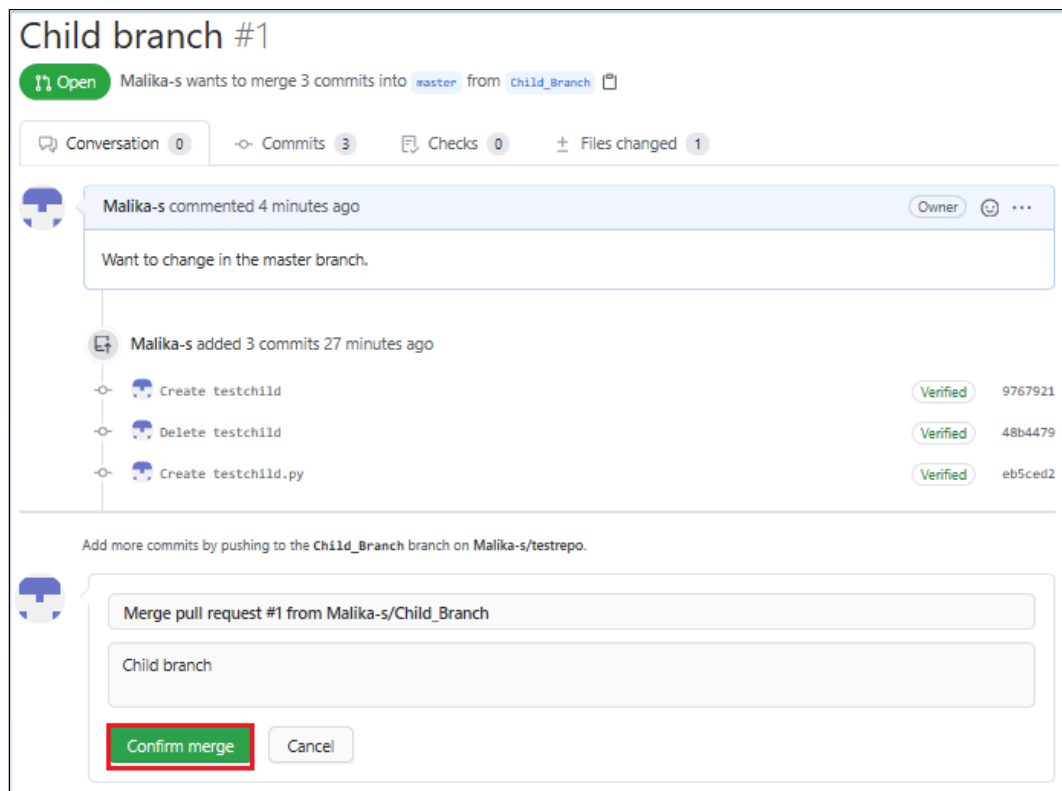 Child branch #1
Open Malika-s wants to merge 3 commits into master from Child_Branch
Conversation 0 Commits 3 Checks 0 Files changed 1
Malika-s commented 4 minutes ago Owner ...
Want to change in the master branch.
Malika-s added 3 commits 27 minutes ago
Create testchild Verified 9767921
Delete testchild Verified 48b4479
Create testchild.py Verified eb5ced2
Add more commits by pushing to the Child_Branch branch on Malika-s/testrepo.
Merge pull request #1 from Malika-s/Child_Branch
Child branch
Confirm merge Cancel